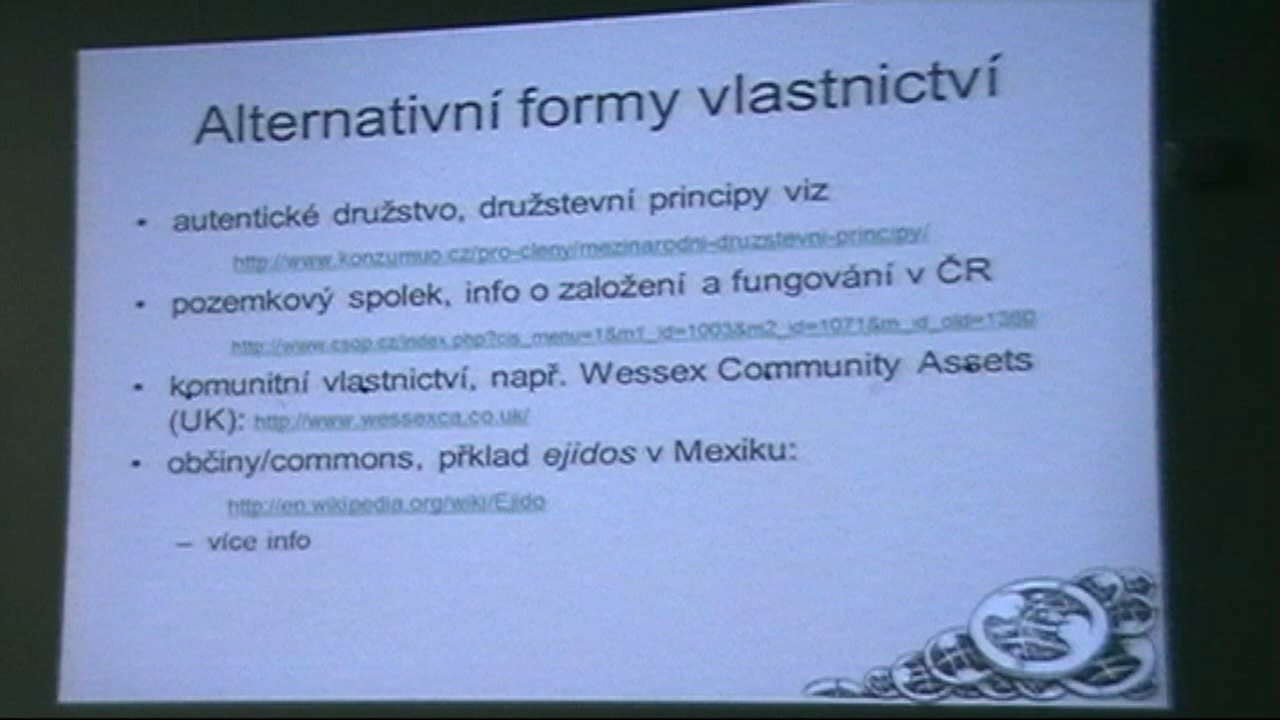 Alternativní formy vlastnictví
• autentické družstvo, družstevní principy viz
http://www.konzumuo.cz/pro-cleny/mezinarodni-druzstevni-principy/
• pozemkový spolek, info o založení a fungování v ČR
http://www.csop.cz/index.php?cis_menu=1&m1_id=1003&m2_id=1071&m_id_old=1380
• komunitní vlastnictví, např. Wessex Community Assets
(UK): http://www.wessexca.co.uk/
• občiny/commons, přklad ejidos v Mexiku:
http://en.wikipedia.org/wiki/Ejido
– více info